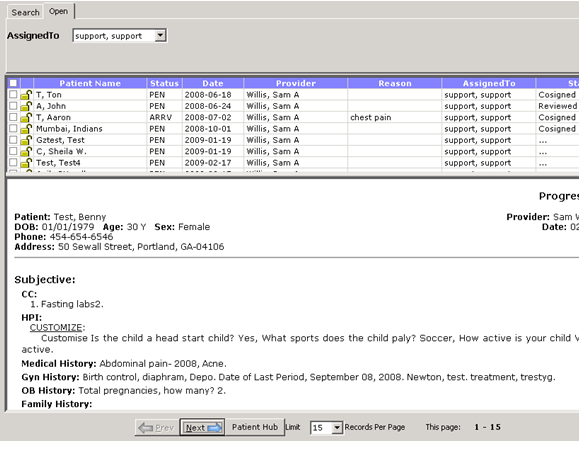 Search Open
AssignedTo support, support
Patient Name Status Date Provider Reason AssignedTo
T, Ton PEN 2008-06-18 Willis, Sam A support, support Cosigned
A, John PEN 2008-06-24 Willis, Sam A support, support Reviewed
T, Aaron ARRV 2008-07-02 Willis, Sam A chest pain support, support Cosigned
Mumbai, Indians PEN 2008-10-01 Willis, Sam A support, support Cosigned
Gztest, Test PEN 2009-01-19 Willis, Sam A support, support ...
C, Sheila W. PEN 2009-01-19 Willis, Sam A support, support ...
Test, Test4 PEN 2009-02-17 Willis, Sam A support, support ...
Progres
Patient: Test, Benny Provider: Sam W
DOB: 01/01/1979 Age: 30 Y Sex: Female Date: 02
Phone: 454-654-6546
Address: 50 Sewall Street, Portland, GA-04106
Subjective:
CC:
1. Fasting labs2.
HPI:
CUSTOMIZE:
Customise Is the child a head start child? Yes, What sports does the child paly? Soccer, How active is your child V
active.
Medical History: Abdominal pain- 2008, Acne.
Gyn History: Birth control, diaphram, Depo. Date of Last Period, September 08, 2008. Newton, test. treatment, trestyg.
OB History: Total pregnancies, how many? 2.
Family History:
Prev Next Patient Hub Limit 15 Records Per Page This page: 1 - 15